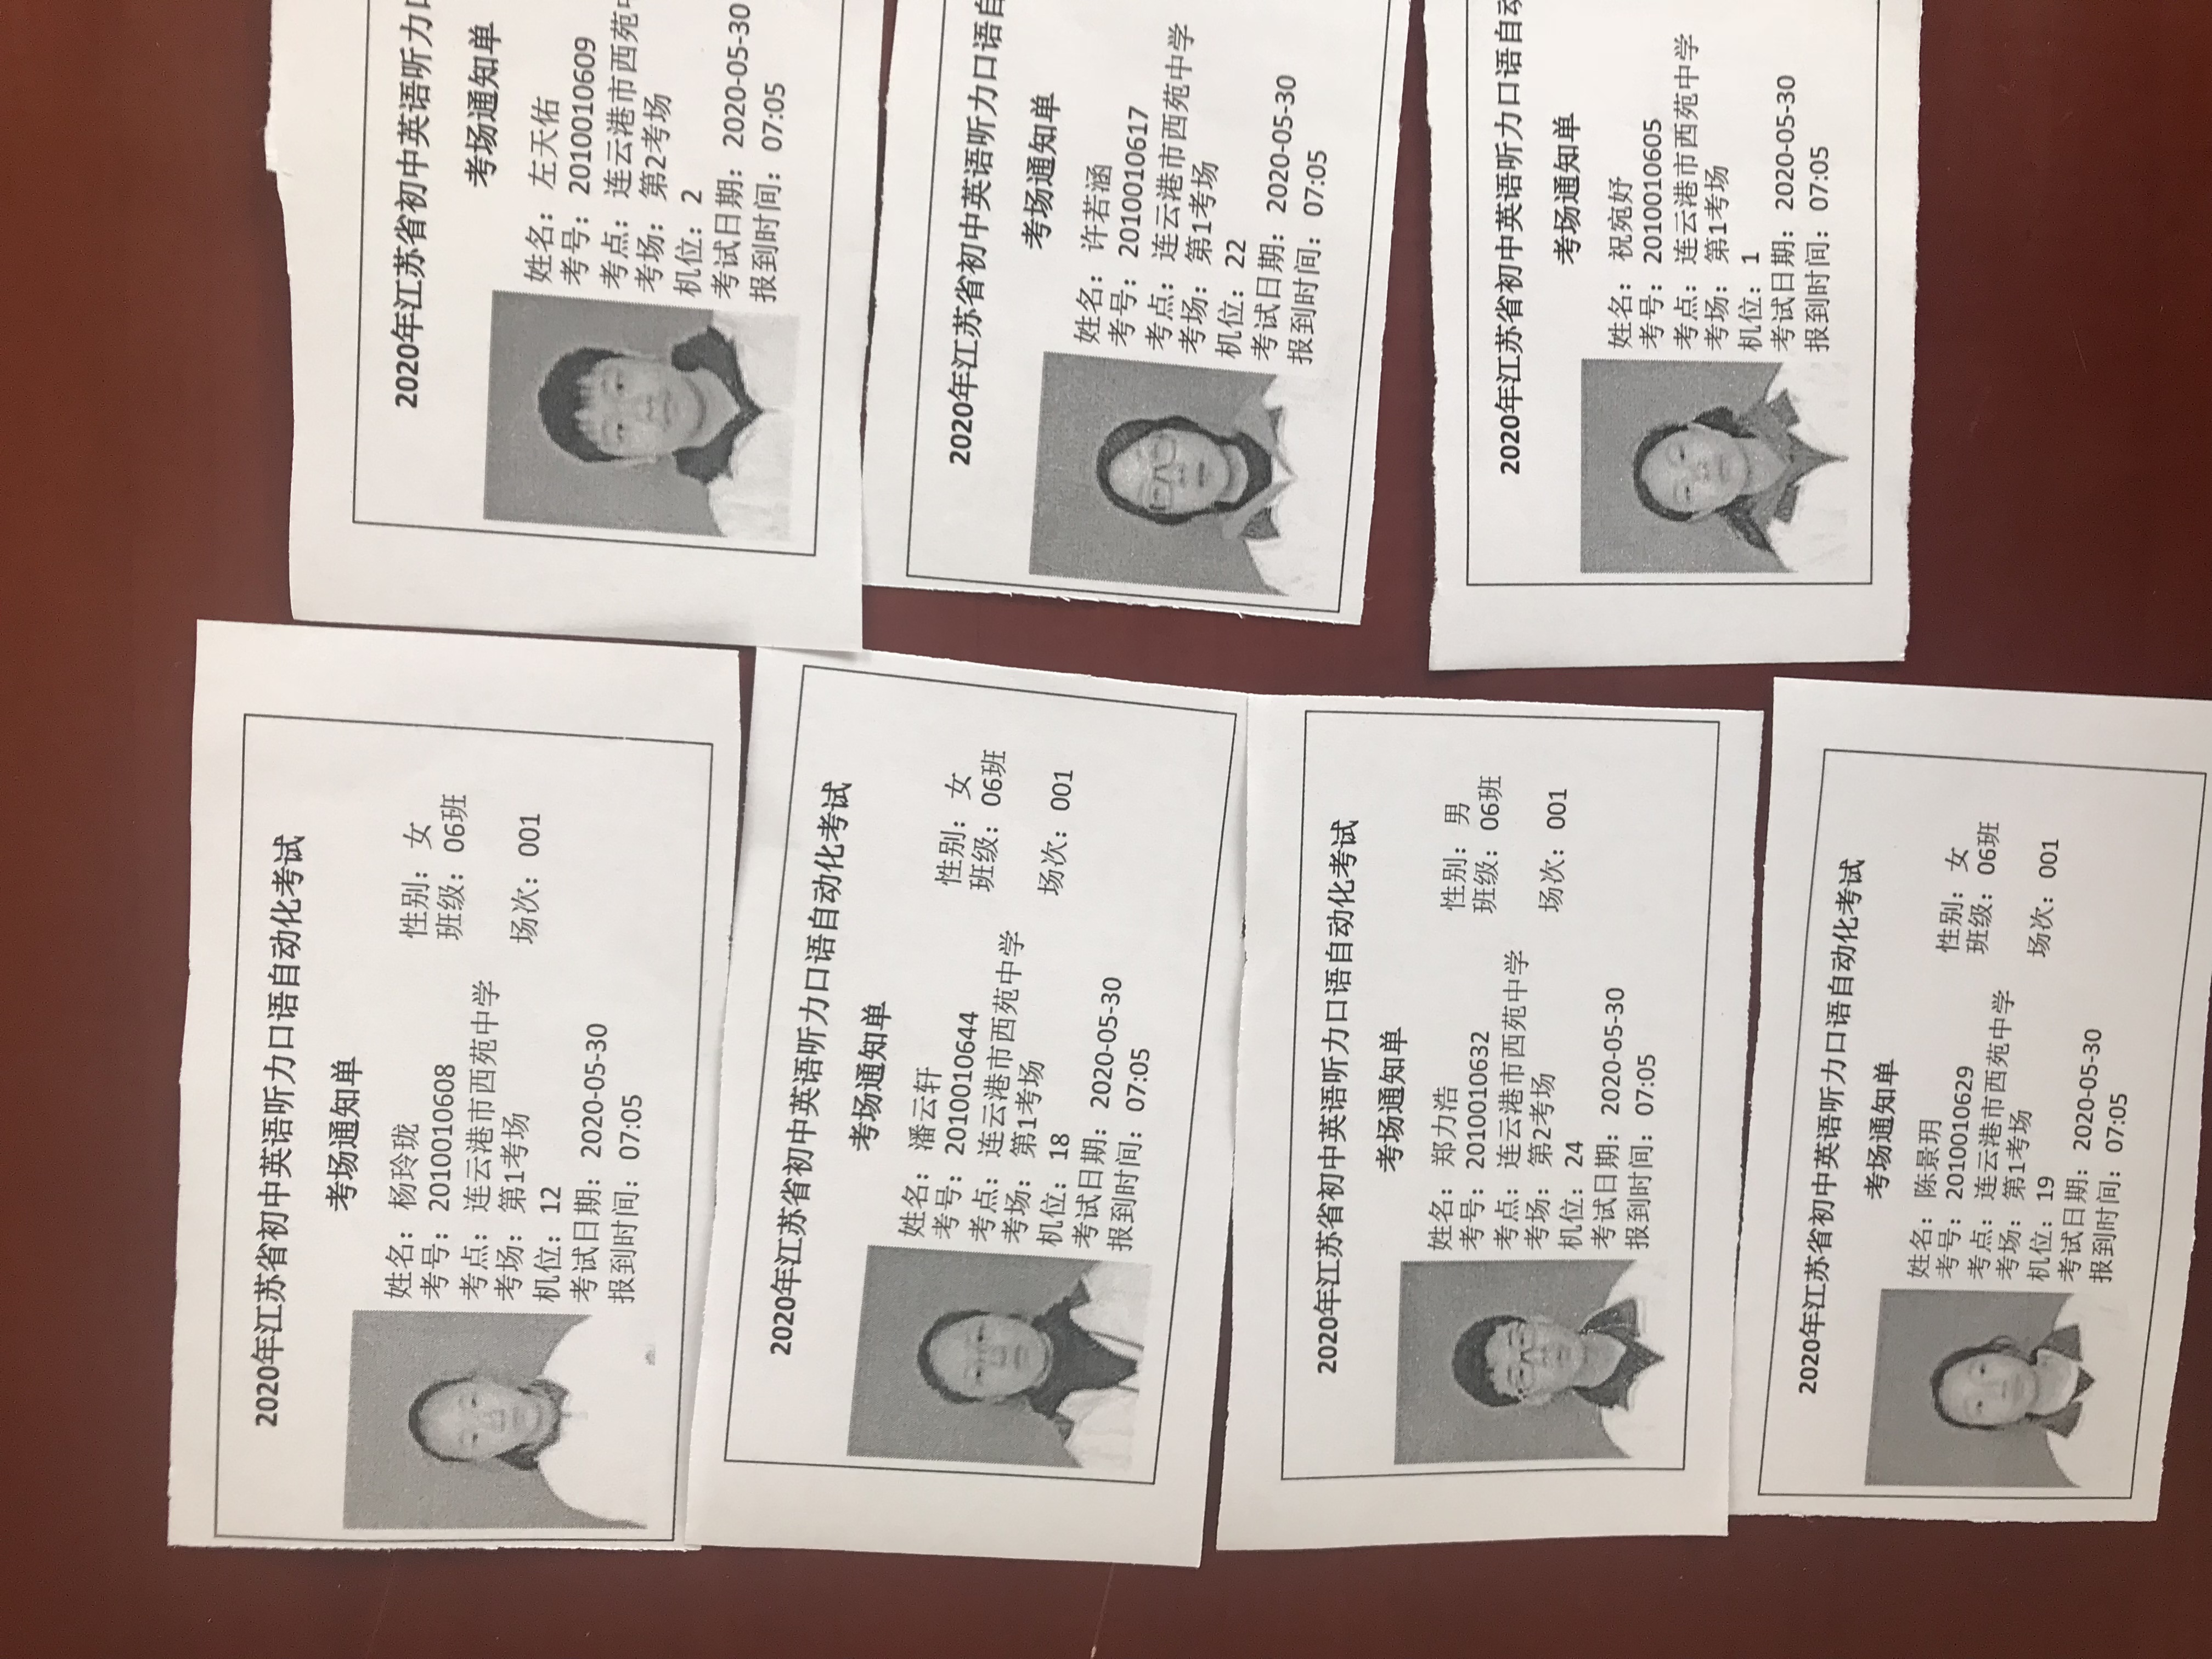 2020年江苏省初中英语听力口语自动化考试
考场通知单
姓名：杨玲珑 性别：女
考号：2010010608 班级：06班
考点：连云港市西苑中学
考场：第1考场 场次：001
机位：12
考试日期：2020-05-30
报到时间：07:05
2020年江苏省初中英语听力口语自动化考试
考场通知单
姓名：潘云轩 性别：女
考号：2010010644 班级：06班
考点：连云港市西苑中学
考场：第1考场 场次：001
机位：18
考试日期：2020-05-30
报到时间：07:05
2020年江苏省初中英语听力口语自动化考试
考场通知单
姓名：郑力浩 性别：男
考号：2010010632 班级：06班
考点：连云港市西苑中学
考场：第2考场 场次：001
机位：24
考试日期：2020-05-30
报到时间：07:05
2020年江苏省初中英语听力口语自动化考试
考场通知单
姓名：陈景玥 性别：女
考号：2010010629 班级：06班
考点：连云港市西苑中学
考场：第1考场 场次：001
机位：19
考试日期：2020-05-30
报到时间：07:05
2020年江苏省初中英语听力
考场通知单
姓名：左天佑
考号：2010010609
考点：连云港市西苑
考场：第2考场
机位：2
考试日期：2020-05-30
报到时间：07:05
2020年江苏省初中英语听力口语自
考场通知单
姓名：许若涵
考号：2010010617
考点：连云港市西苑中学
考场：第1考场
机位：22
考试日期：2020-05-30
报到时间：07:05
2020年江苏省初中英语听力口语自
考场通知单
姓名：祝宛妤
考号：2010010605
考点：连云港市西苑中学
考场：第1考场
机位：1
考试日期：2020-05-30
报到时间：07:05